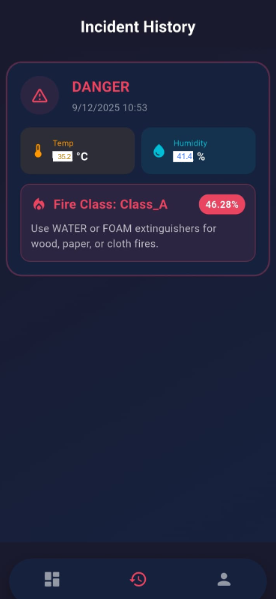 Incident History
DANGER
9/12/2025 10:53
Temp
35.2 °C
Humidity
41.4 %
Fire Class: Class_A
46.28%
Use WATER or FOAM extinguishers for
wood, paper, or cloth fires.